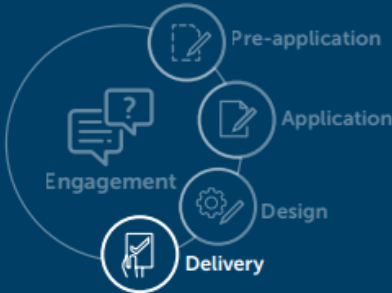 Pre-application
?
Application
Engagement
Design
Delivery